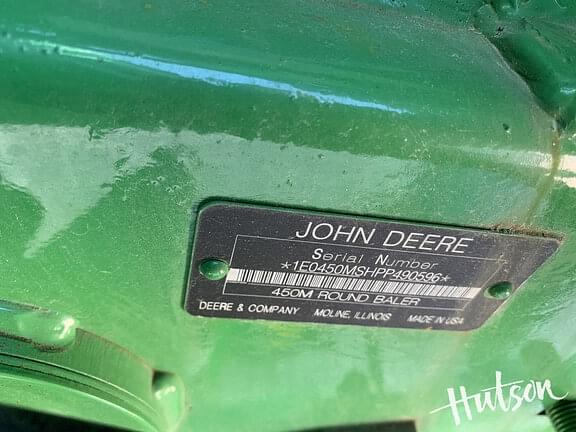 JOHN DEERE
Serial Number
*1E0450MSHPP490596*
450M ROUND BALER
DEERE & COMPANY MOLINE, ILLINOIS MADE IN USA
Hutson